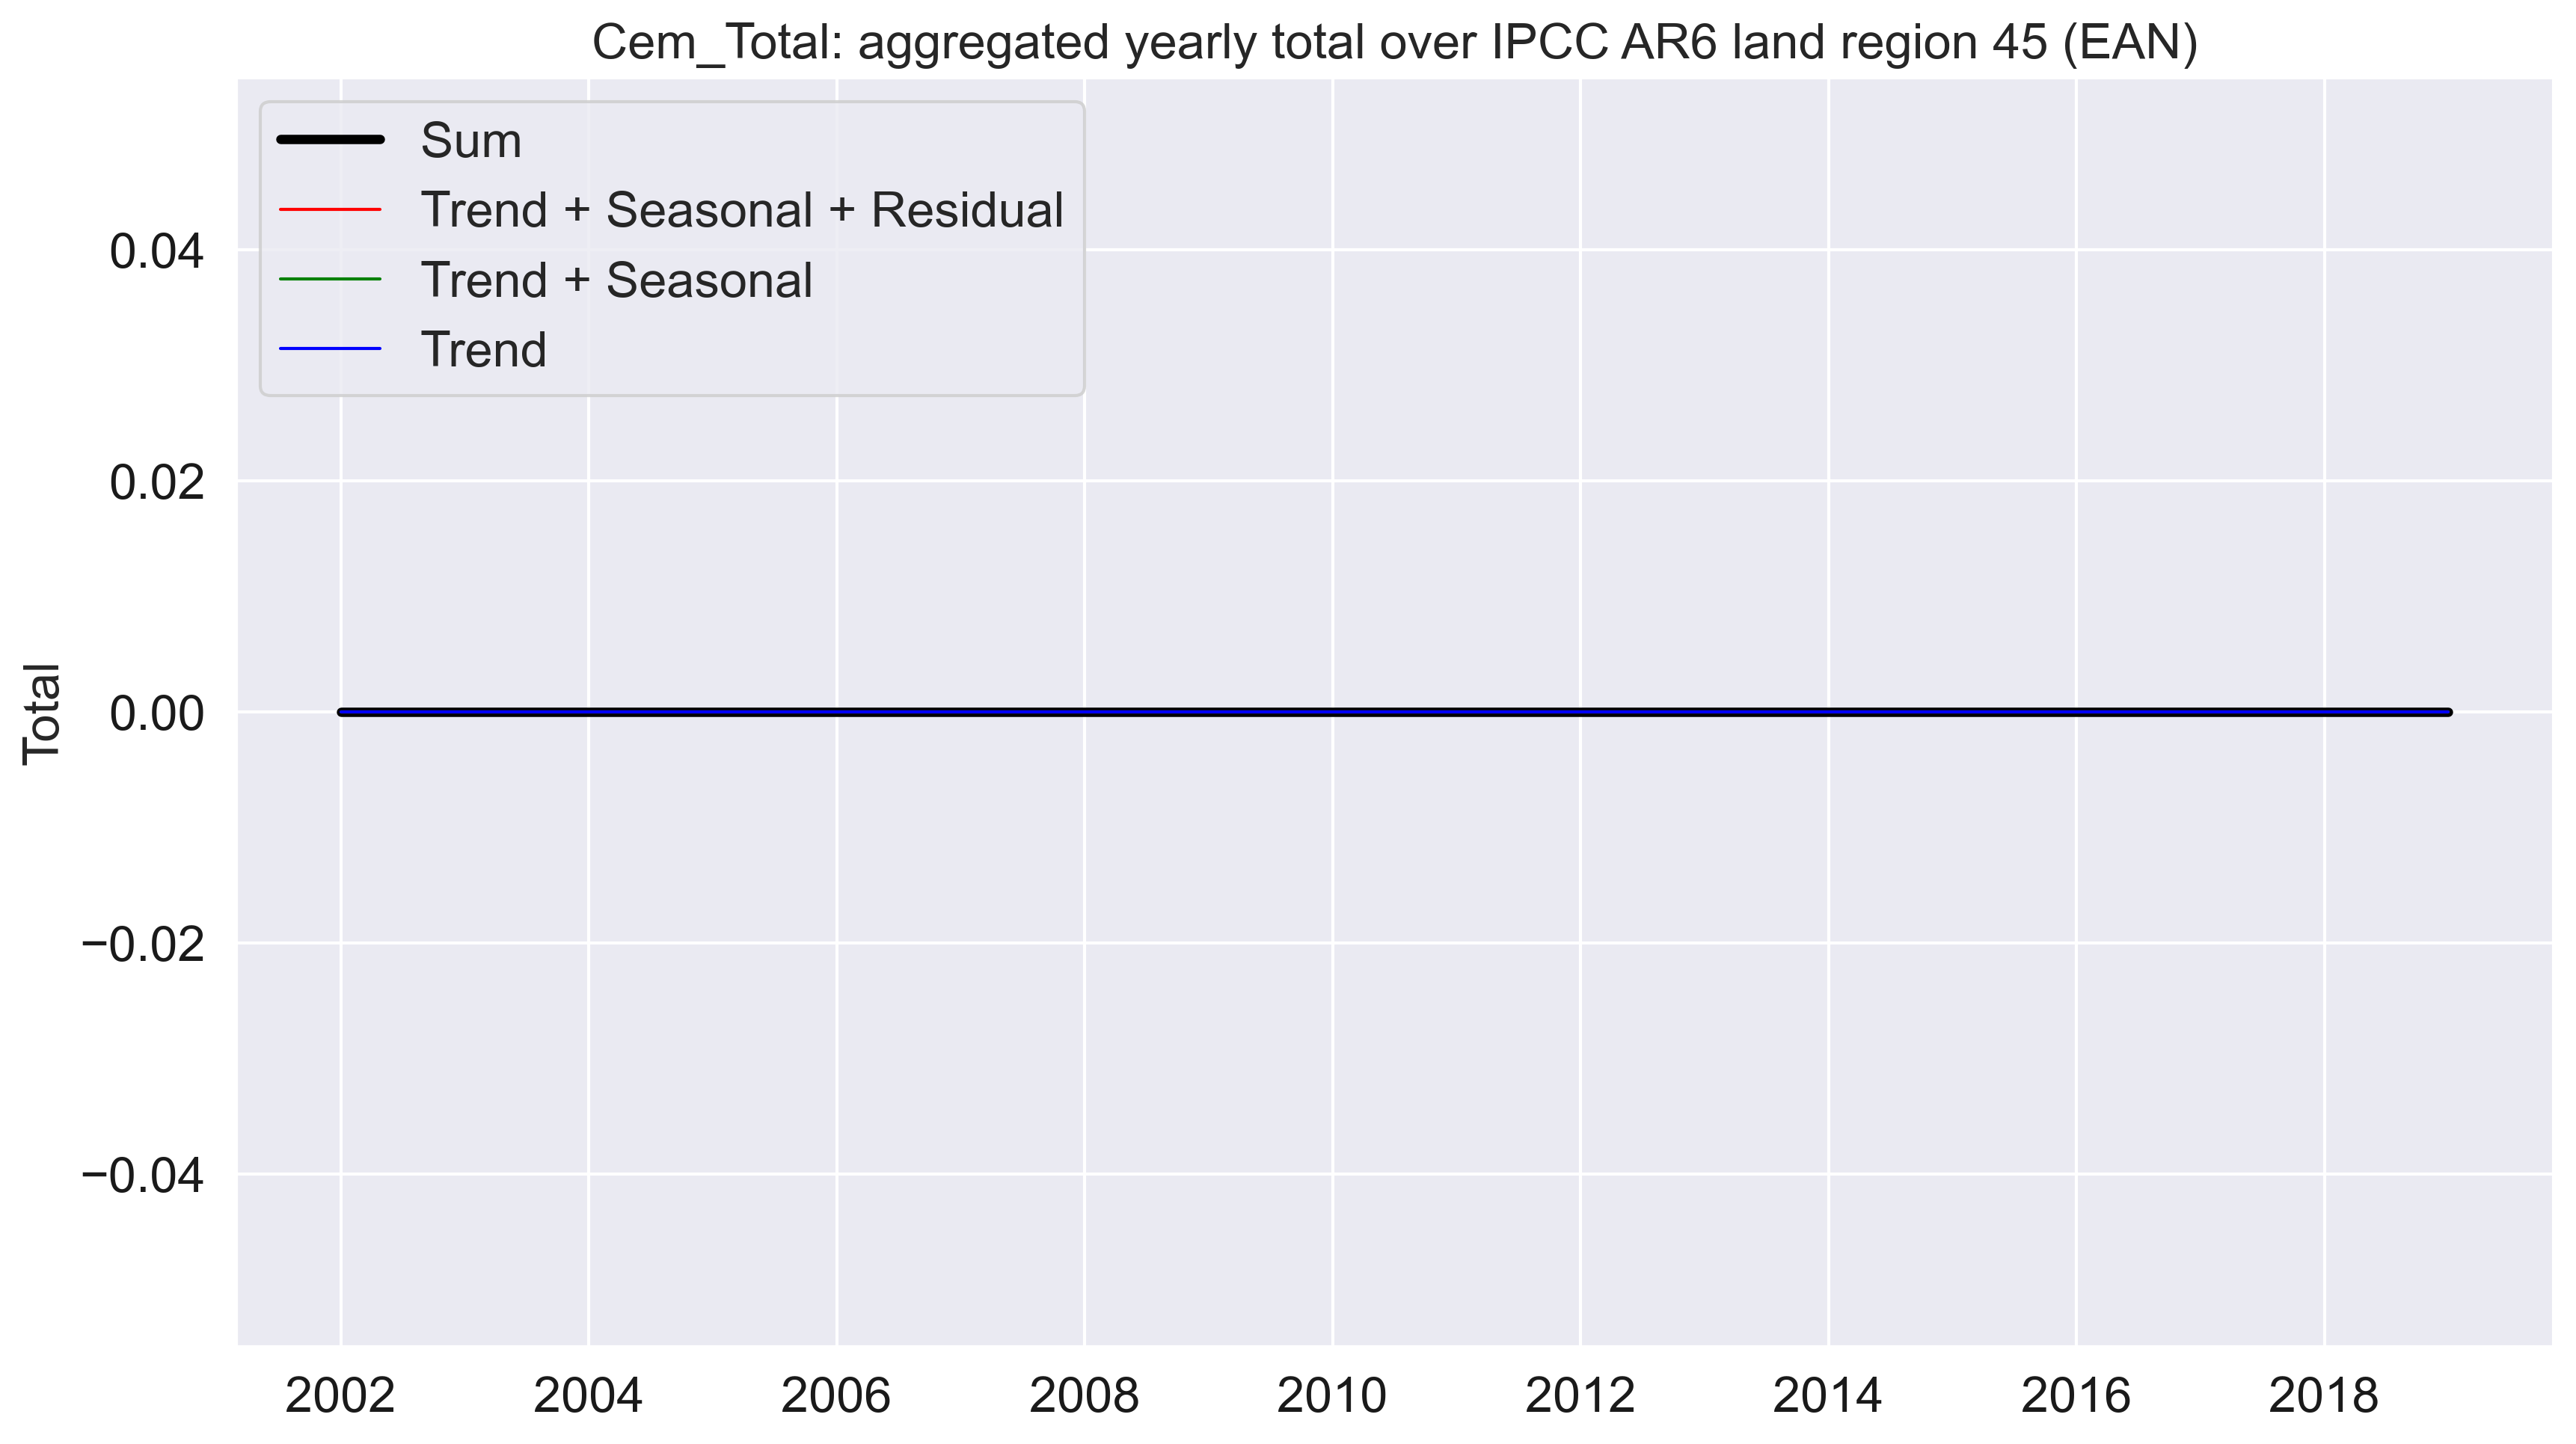 Cem_Total: aggregated yearly total over IPCC AR6 land region 45 (EAN)
Sum
Trend + Seasonal + Residual
Trend + Seasonal
Trend
0.04
0.02
0.00
−0.02
−0.04
Total
2002 2004 2006 2008 2010 2012 2014 2016 2018